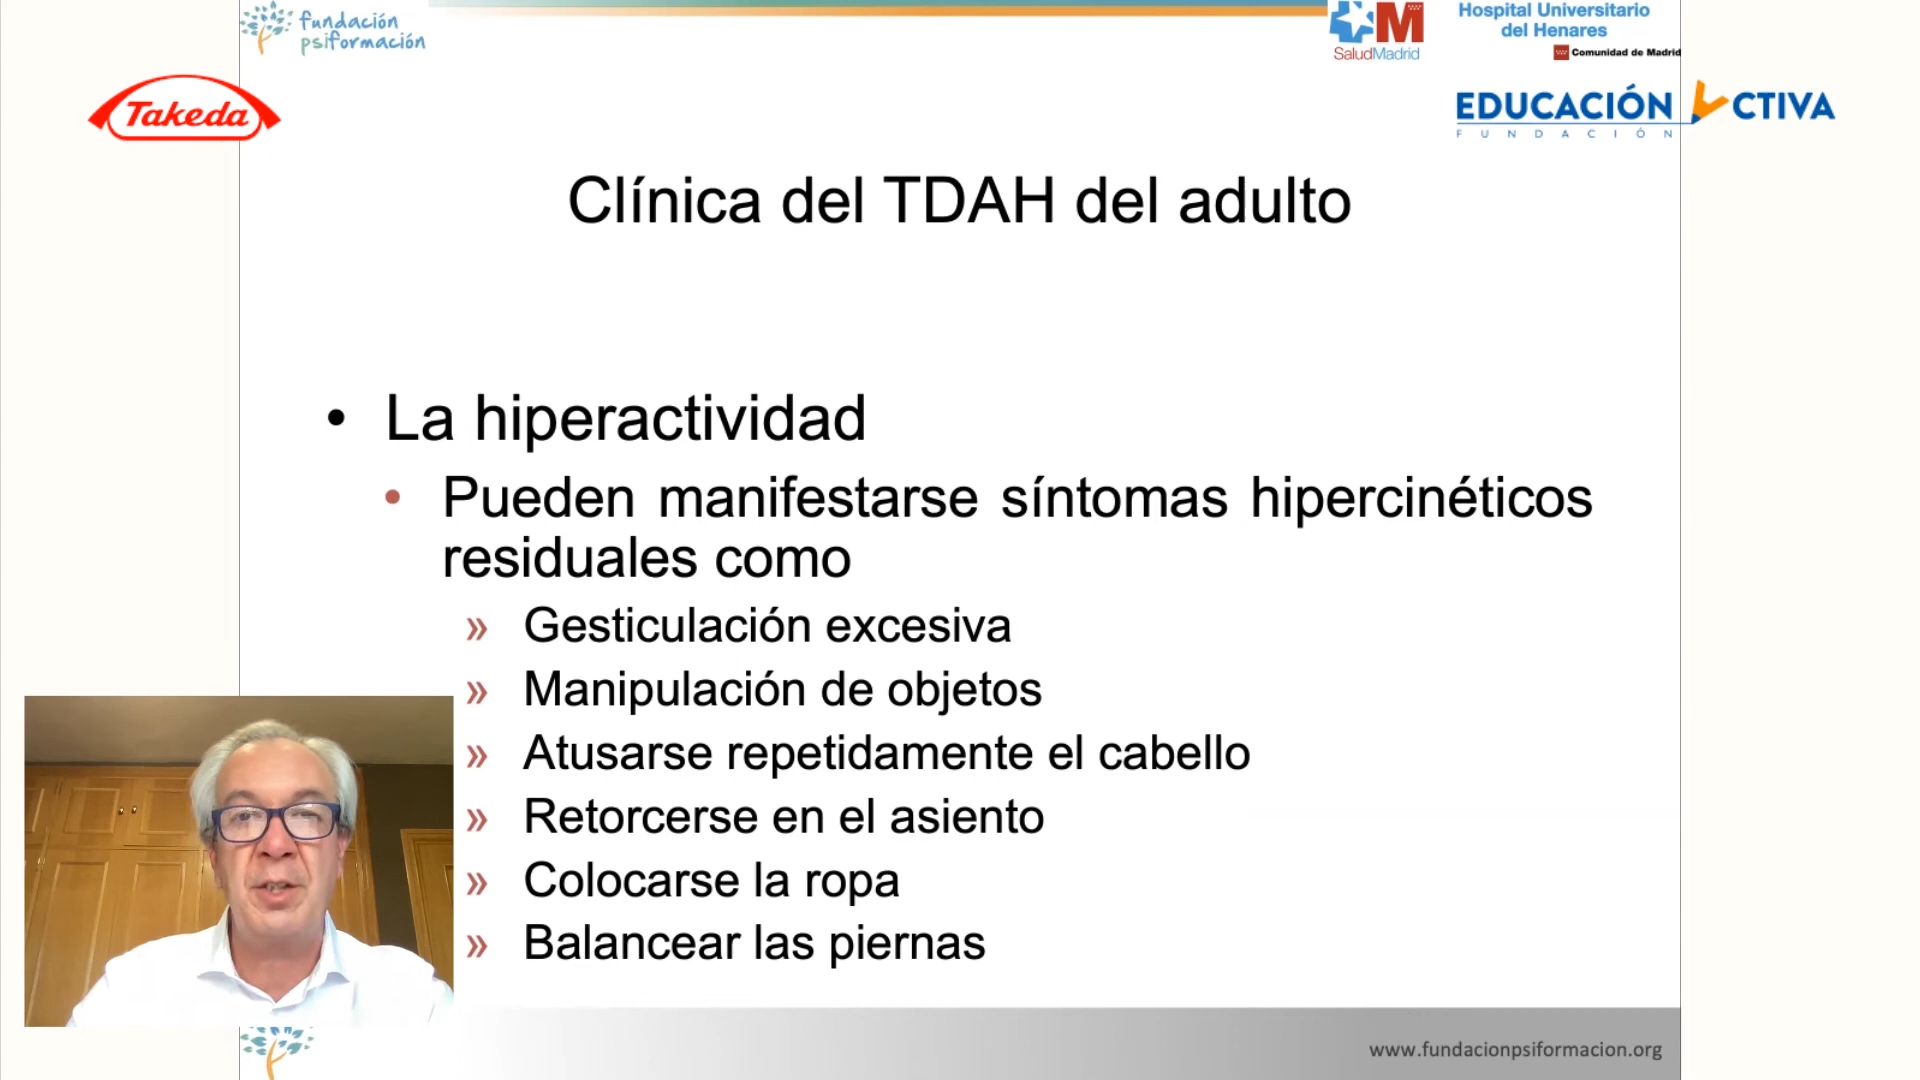 fundación
psiformación
SaludMadrid
Hospital Universitario
del Henares
Comunidad de Madrid
Takeda
EDUCACIÓN CTIVA
FUNDACIÓN
Clínica del TDAH del adulto
• La hiperactividad
• Pueden manifestarse síntomas hipercinéticos
residuales como
» Gesticulación excesiva
» Manipulación de objetos
» Atusarse repetidamente el cabello
» Retorcerse en el asiento
» Colocarse la ropa
» Balancear las piernas
www.fundacionpsiformacion.org